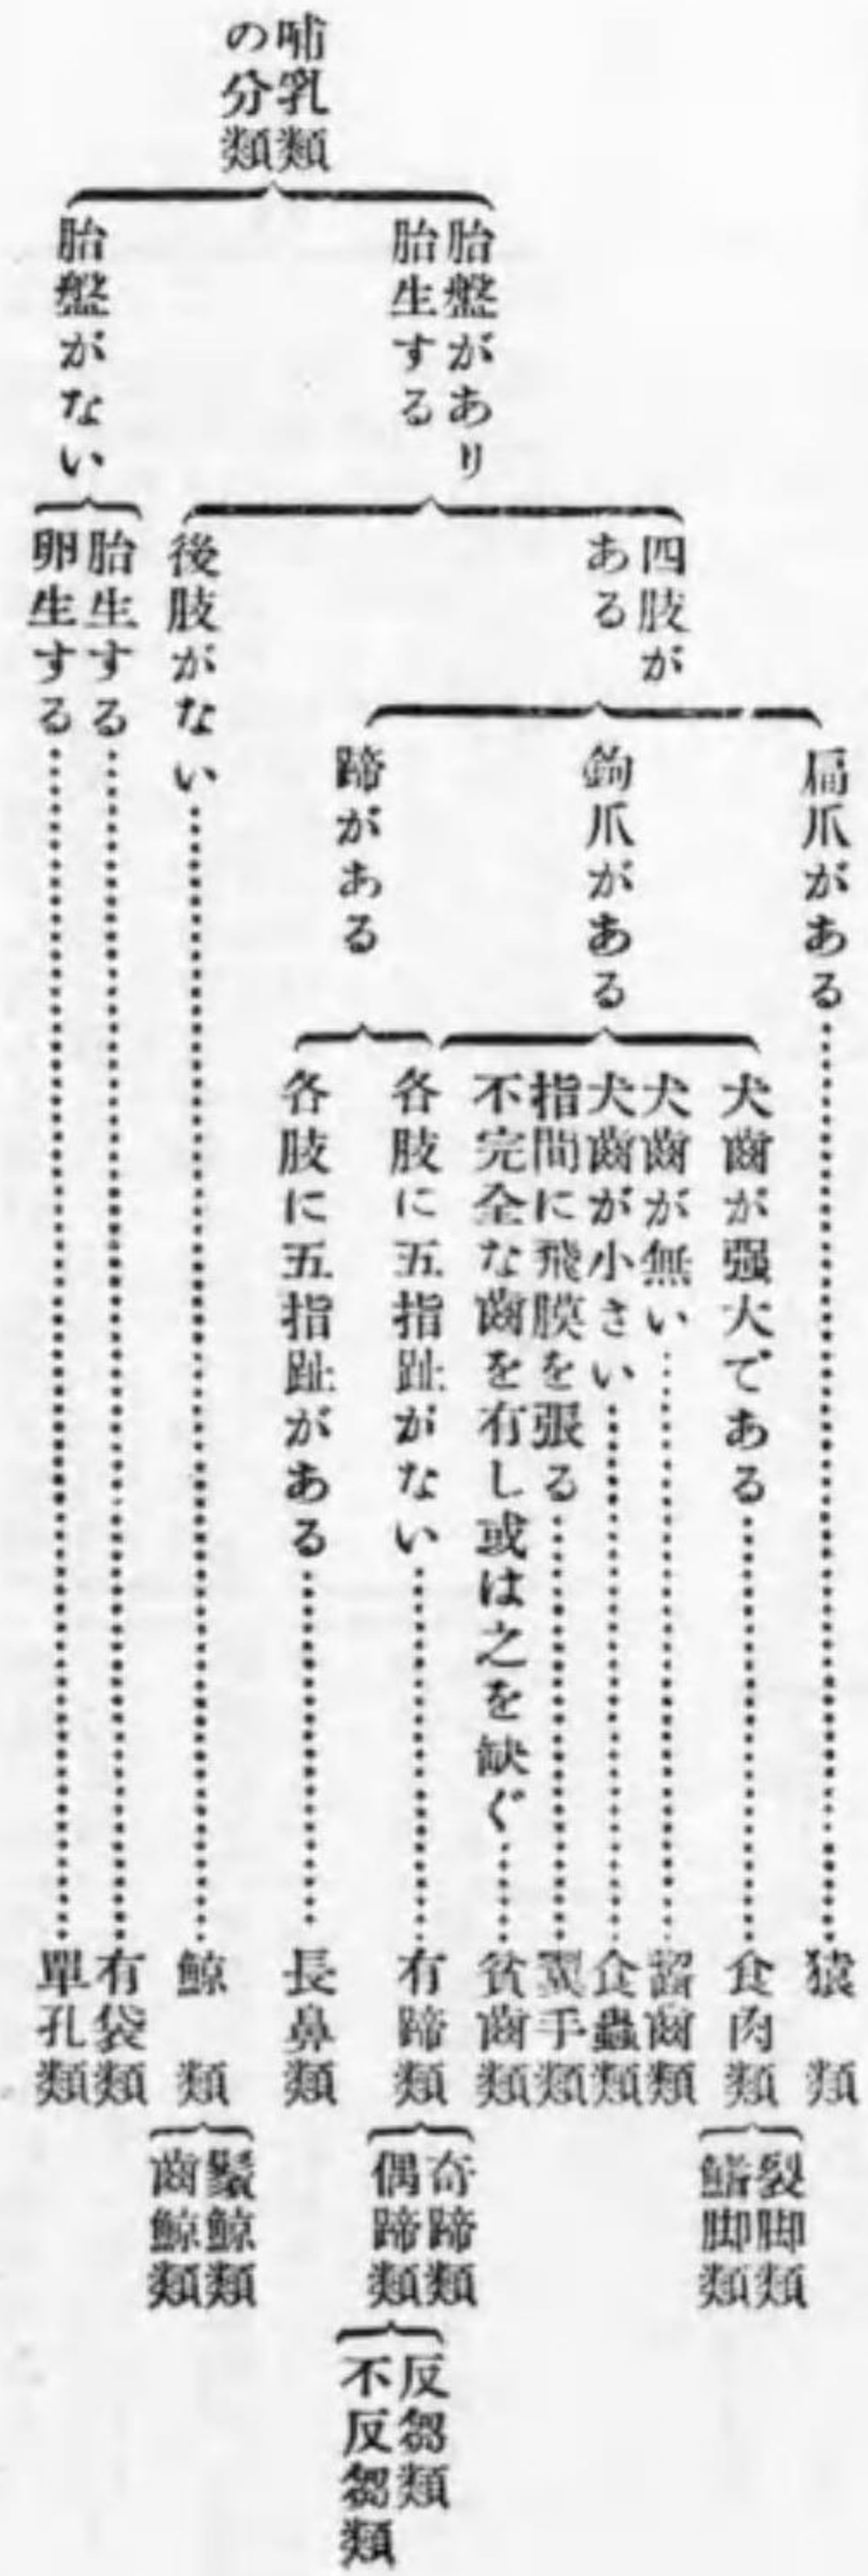 哺乳類
の分類
胎盤があり
胎生する
四肢が
ある
扁爪がある
猿類
鉤爪がある
犬齒が强大である
食肉類
裂脚類
鰭脚類
犬齒が無い
齧齒類
犬齒が小さい
食蟲類
指間に飛膜を張る
翼手類
不完全な齒を有し或は之を缺ぐ
貧齒類
蹄がある
各肢に五指趾がない
有蹄類
奇蹄類
偶蹄類
反芻類
不反芻類
各肢に五指趾がある
長鼻類
後肢がない
鯨類
鬚鯨類
齒鯨類
胎盤がない
胎生する
有袋類
卵生する
單孔類